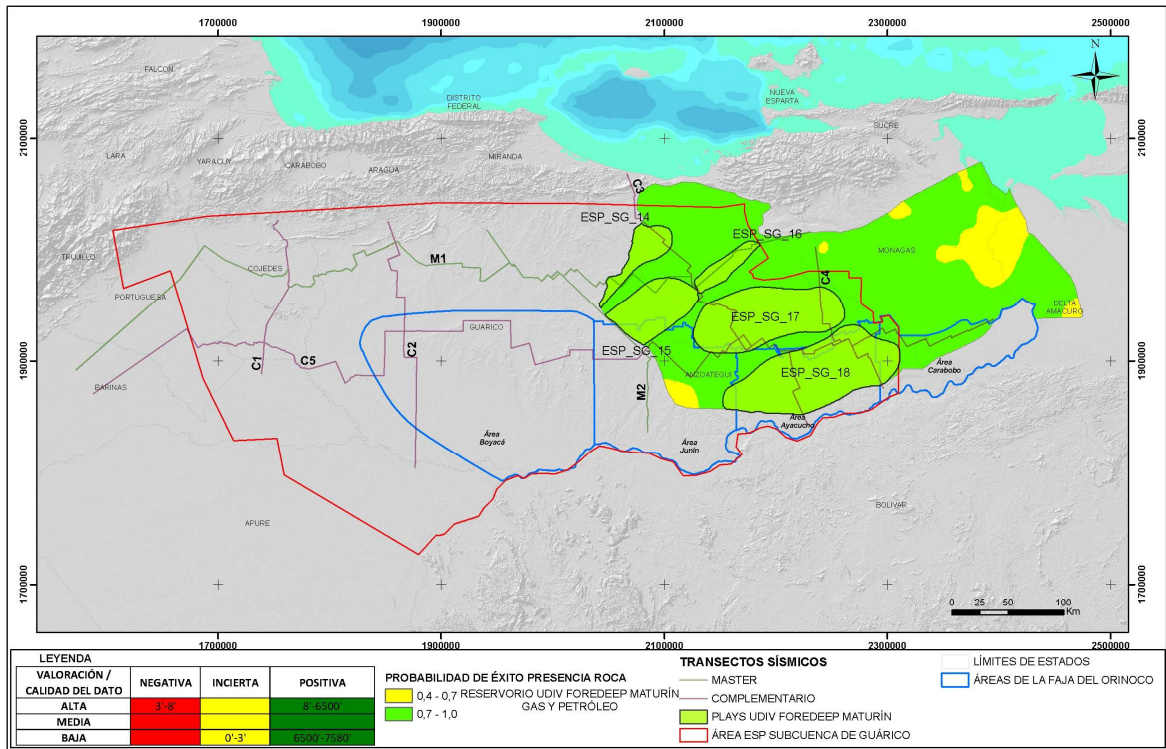 1700000 1900000 2100000 2300000 2500000
N
FALCON
DISTRITO
FEDERAL
NUEVA
ESPARTA
SUCRE
2100000 2100000
LARA
YARACUY
CARABOBO
ARAGUA
MIRANDA
C3
ESP_SG_14
ESP_SG_16
TRUJILLO
COJEDES
M1
MONAGAS
C4
PORTUGUESA
DELTA
AMACURO
GUARICO
ESP_SG_17
ESP_SG_15
1900000 1900000
C1
C5
C2
BARINAS
M2
ANZOATEGUI
ESP_SG_18
Área
Carabobo
Área
Boyacá
Área
Junín
Área
Ayacucho
APURE
BOLIVAR
1700000 1700000
0 25 50 100
Km
1700000 1900000 2100000 2300000 2500000
LEYENDA
VALORACIÓN / CALIDAD DEL DATO NEGATIVA INCIERTA POSITIVA
ALTA 3'-8' 8'-6500'
MEDIA
BAJA 0'-3' 6500'-7580'
PROBABILIDAD DE ÉXITO PRESENCIA ROCA
RESERVORIO UDIV FOREDEEP MATURÍN
GAS Y PETRÓLEO
0,4 - 0,7
0,7 - 1,0
TRANSECTOS SÍSMICOS
MASTER
COMPLEMENTARIO
PLAYS UDIV FOREDEEP MATURÍN
ÁREA ESP SUBCUENCA DE GUÁRICO
LÍMITES DE ESTADOS
ÁREAS DE LA FAJA DEL ORINOCO